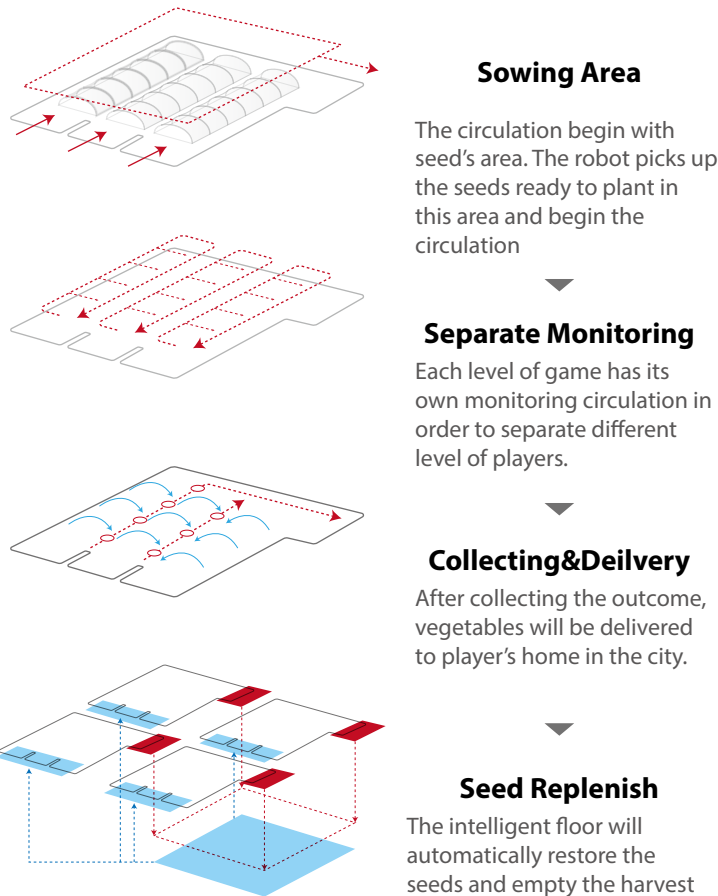 Sowing Area
The circulation begin with
seed's area. The robot picks up
the seeds ready to plant in
this area and begin the
circulation
Separate Monitoring
Each level of game has its
own monitoring circulation in
order to separate different
level of players.
Collecting&Deilvery
After collecting the outcome,
vegetables will be delivered
to player's home in the city.
Seed Replenish
The intelligent floor will
automatically restore the
seeds and empty the harvest